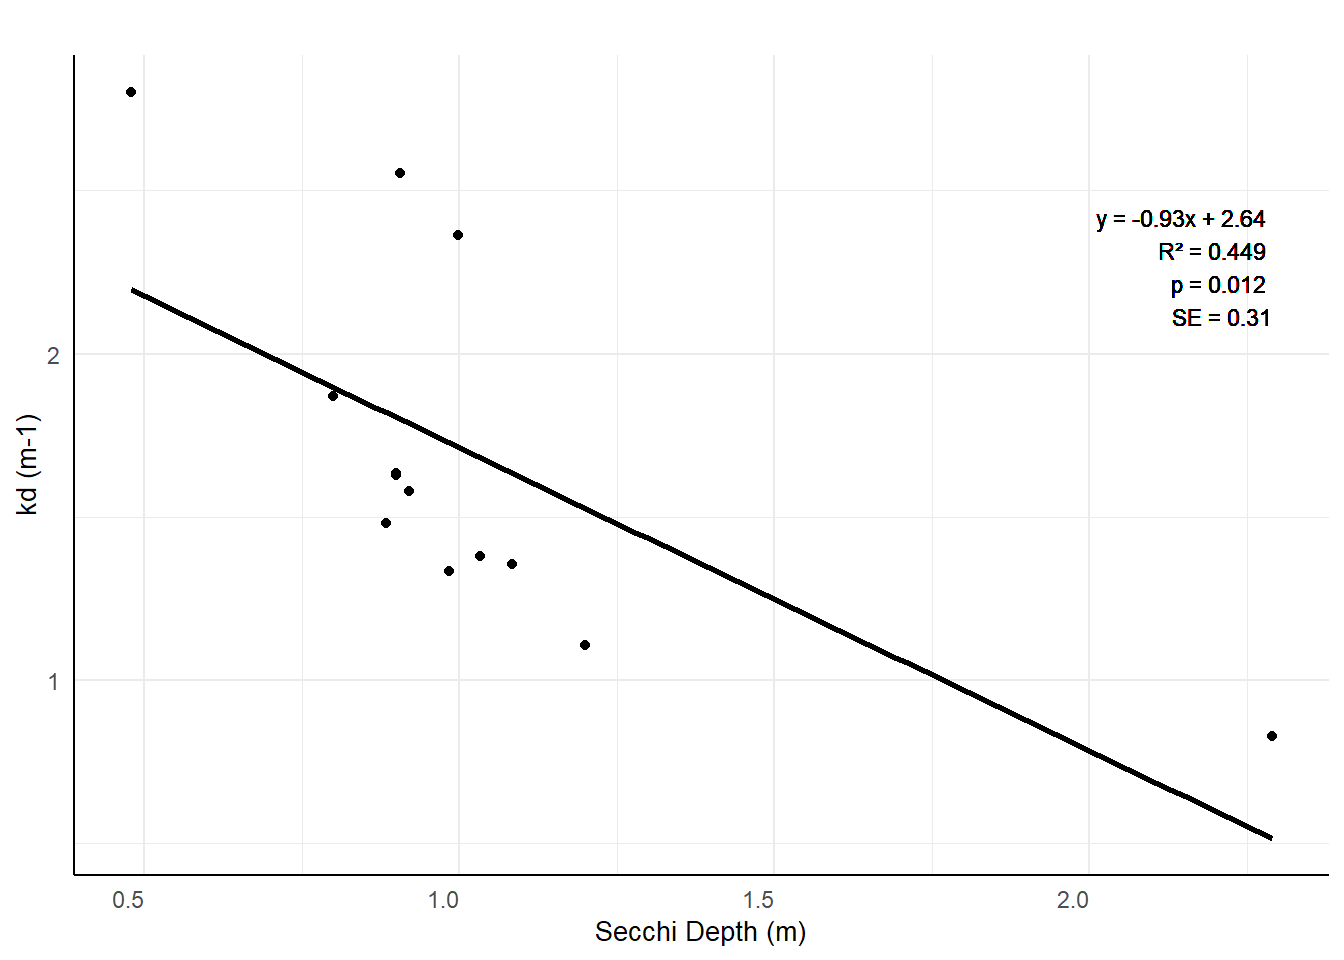 y = -0.93x + 2.64
R² = 0.449
p = 0.012
SE = 0.31
2
1
kd (m-1)
0.5 1.0 1.5 2.0
Secchi Depth (m)